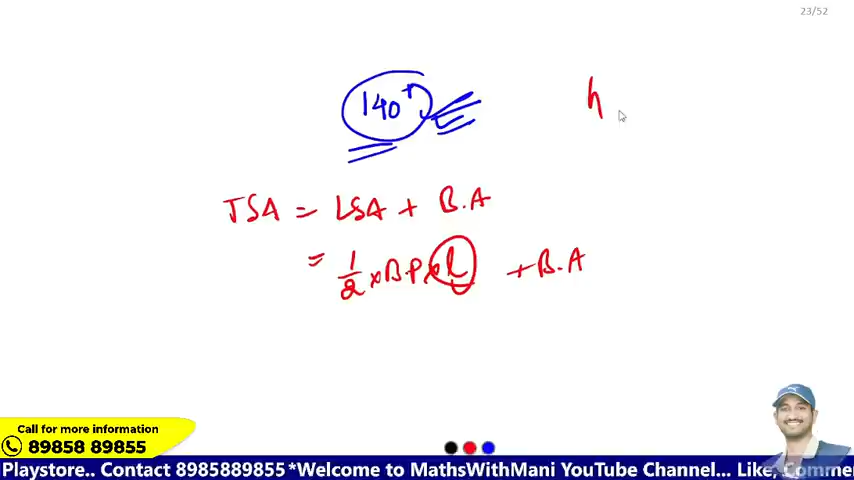 23/52
140+
h
TSA = LSA + B.A
= 1/2 × B.P × l + B.A
Call for more information
89858 89855
Playstore.. Contact 8985889855 *Welcome to MathsWithMani YouTube Channel... Like, Comme